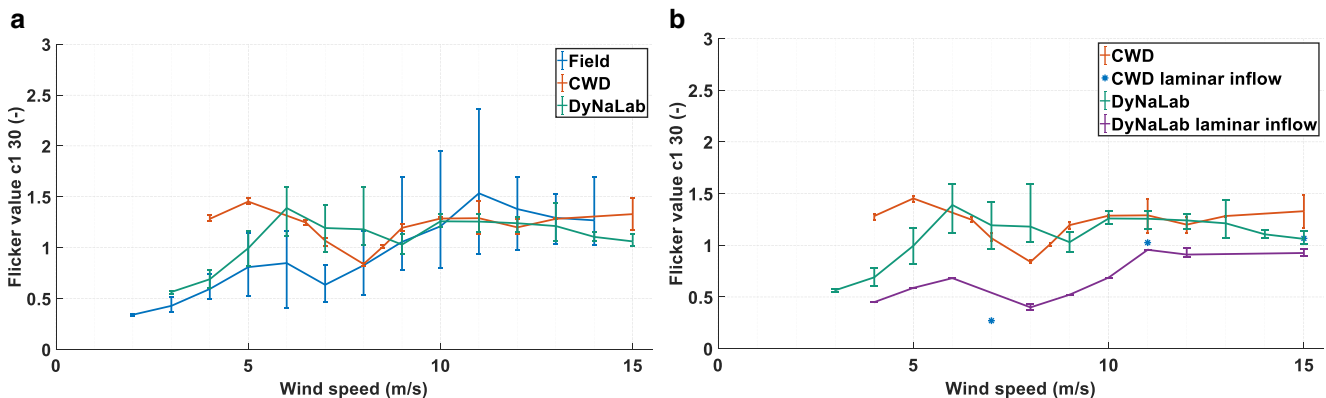 a
Flicker value c1 30 (-)
3
2.5
2
1.5
1
0.5
0
0
5
10
15
Wind speed (m/s)
Field
CWD
DyNaLab
b
Flicker value c1 30 (-)
3
2.5
2
1.5
1
0.5
0
0
5
10
15
Wind speed (m/s)
CWD
CWD laminar inflow
DyNaLab
DyNaLab laminar inflow